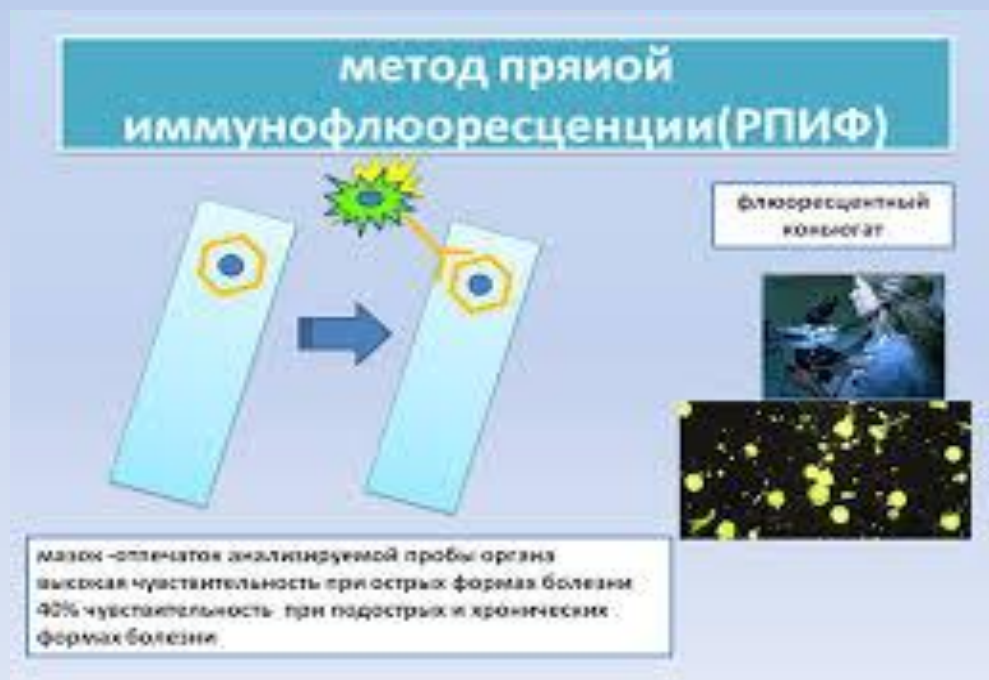 метод пряиой
иммунофлюоресценции(РПИФ)
флюоресцентный
коньюгат
мазок -отпечаток анализируемой пробы органа
высокая чувствительность при острых формах болезни
40% чувствительность при подострых и хронических
формах болезни